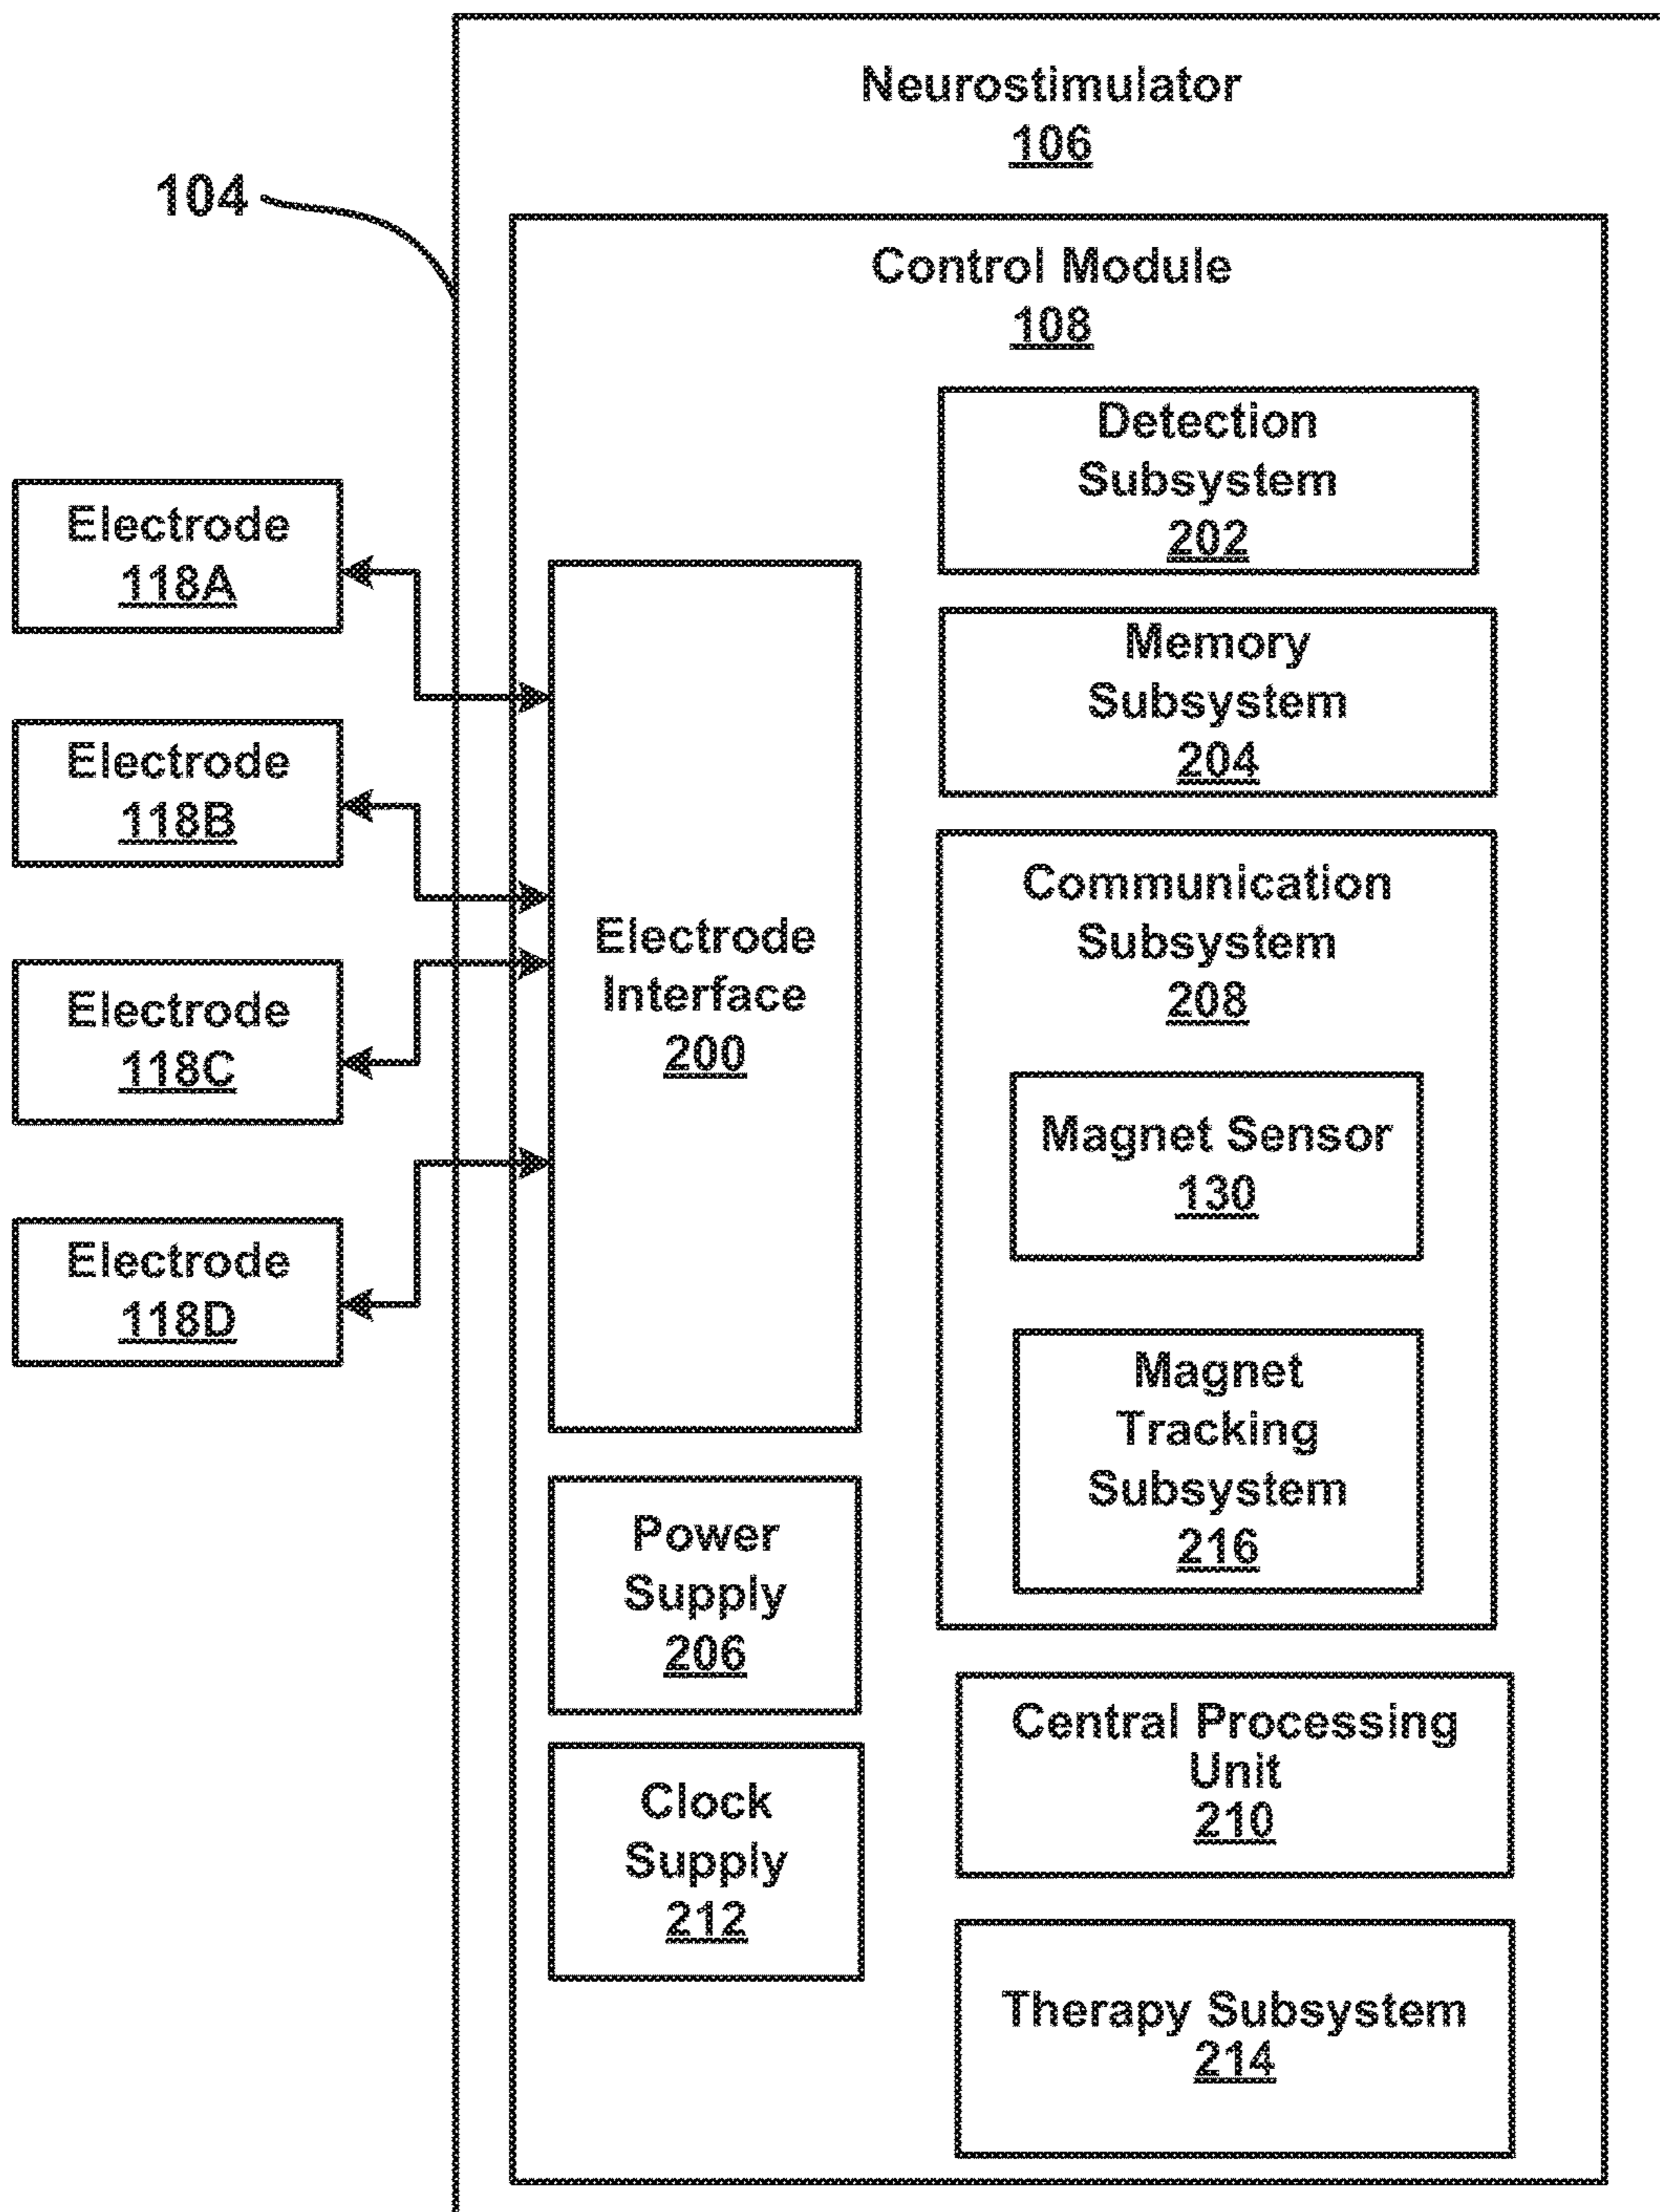 Neurostimulator
106
104
Control Module
108
Detection
Subsystem
202
Electrode
118A
Memory
Subsystem
204
Electrode
118B
Communication
Subsystem
208
Electrode
Interface
200
Electrode
118C
Magnet Sensor
130
Electrode
118D
Magnet
Tracking
Subsystem
216
Power
Supply
206
Central Processing
Unit
210
Clock
Supply
212
Therapy Subsystem
214